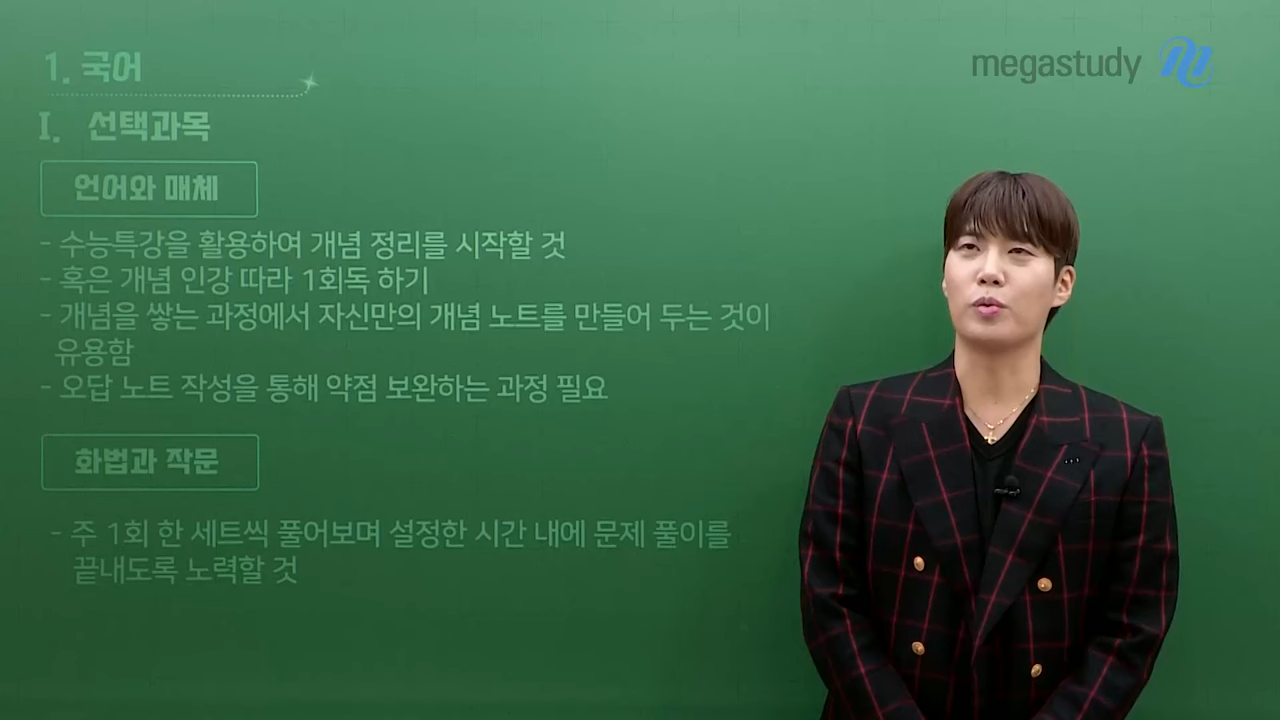 1. 국어
megastudy
I. 선택과목
언어와 매체
- 수능특강을 활용하여 개념 정리를 시작할 것
- 혹은 개념 인강 따라 1회독 하기
- 개념을 쌓는 과정에서 자신만의 개념 노트를 만들어 두는 것이
유용함
- 오답 노트 작성을 통해 약점 보완하는 과정 필요
화법과 작문
- 주 1회 한 세트씩 풀어보며 설정한 시간 내에 문제 풀이를
끝내도록 노력할 것